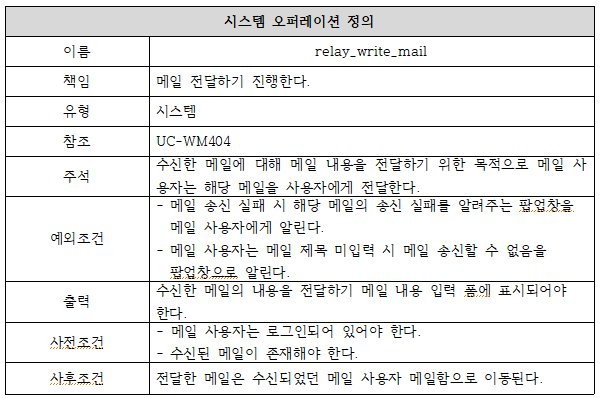 시스템 오퍼레이션 정의
이름 relay_write_mail
책임 메일 전달하기 진행한다.
유형 시스템
참조 UC-WM404
주석 수신한 메일에 대해 메일 내용을 전달하기 위한 목적으로 메일 사
용자는 해당 메일을 사용자에게 전달한다.
예외조건 - 메일 송신 실패 시 해당 메일의 송신 실패를 알려주는 팝업창을
메일 사용자에게 알린다.
- 메일 사용자는 메일 제목 미입력 시 메일 송신할 수 없음을
팝업창으로 알린다.
출력 수신한 메일의 내용을 전달하기 메일 내용 입력 폼에 표시되어야
한다.
사전조건 - 메일 사용자는 로그인되어 있어야 한다.
- 수신된 메일이 존재해야 한다.
사후조건 전달한 메일은 수신되었던 메일 사용자 메일함으로 이동된다.